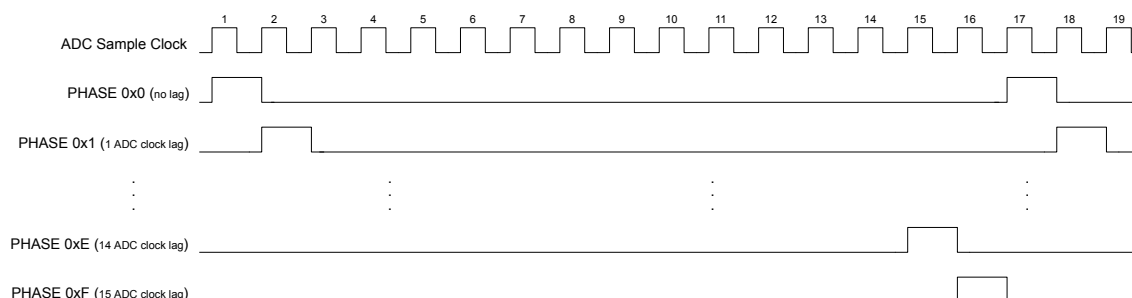 1 2 3 4 5 6 7 8 9 10 11 12 13 14 15 16 17 18 19
ADC Sample Clock
PHASE 0x0 (no lag)
PHASE 0x1 (1 ADC clock lag)
PHASE 0xE (14 ADC clock lag)
PHASE 0xF (15 ADC clock lag)